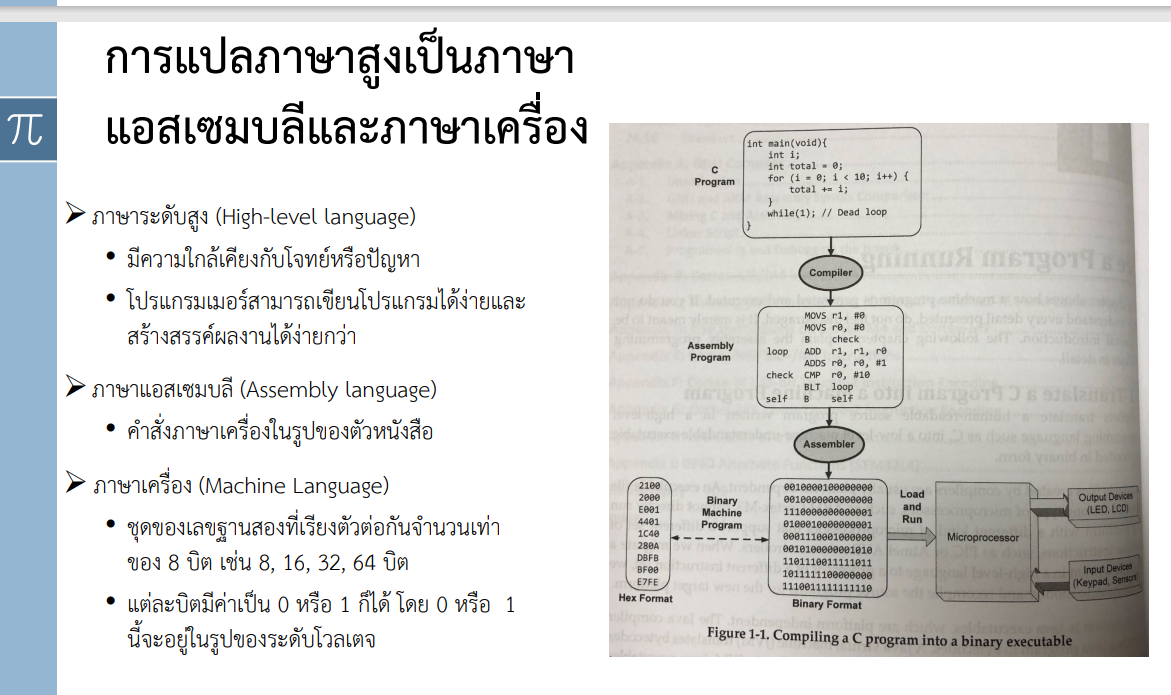 π
การแปลภาษาสูงเป็นภาษา
แอสเซมบลีและภาษาเครื่อง
ภาษาระดับสูง (High-level language)
มีความใกล้เคียงกับโจทย์หรือปัญหา
โปรแกรมเมอร์สามารถเขียนโปรแกรมได้ง่ายและ
สร้างสรรค์ผลงานได้ง่ายกว่า
ภาษาแอสเซมบลี (Assembly language)
คำสั่งภาษาเครื่องในรูปของตัวหนังสือ
ภาษาเครื่อง (Machine Language)
ชุดของเลขฐานสองที่เรียงตัวต่อกันจำนวนเท่า
ของ 8 บิต เช่น 8, 16, 32, 64 บิต
แต่ละบิตมีค่าเป็น 0 หรือ 1 ก็ได้ โดย 0 หรือ 1
นี้จะอยู่ในรูปของระดับโวลเตจ
C
Program
int main(void){
int i;
int total = 0;
for (i = 0; i < 10; i++) {
total += i;
}
while(1); // Dead loop
}
Compiler
Assembly
Program
MOVS r1, #0
MOVS r0, #0
B check
loop ADD r1, r1, r0
ADDS r0, r0, #1
check CMP r0, #10
BLT loop
self B self
Assembler
2100
2000
E001
4401
1C40
280A
DBFB
BF00
E7FE
Hex Format
Binary
Machine
Program
0010000100000000
0010000000000000
1110000000000001
0100010000000001
0001110001000000
0010100000001010
1101110011111011
1011111100000000
1110011111111110
Binary Format
Load
and
Run
Microprocessor
Output Devices
(LED, LCD)
Input Devices
(Keypad, Sensors
Figure 1-1. Compiling a C program into a binary executable